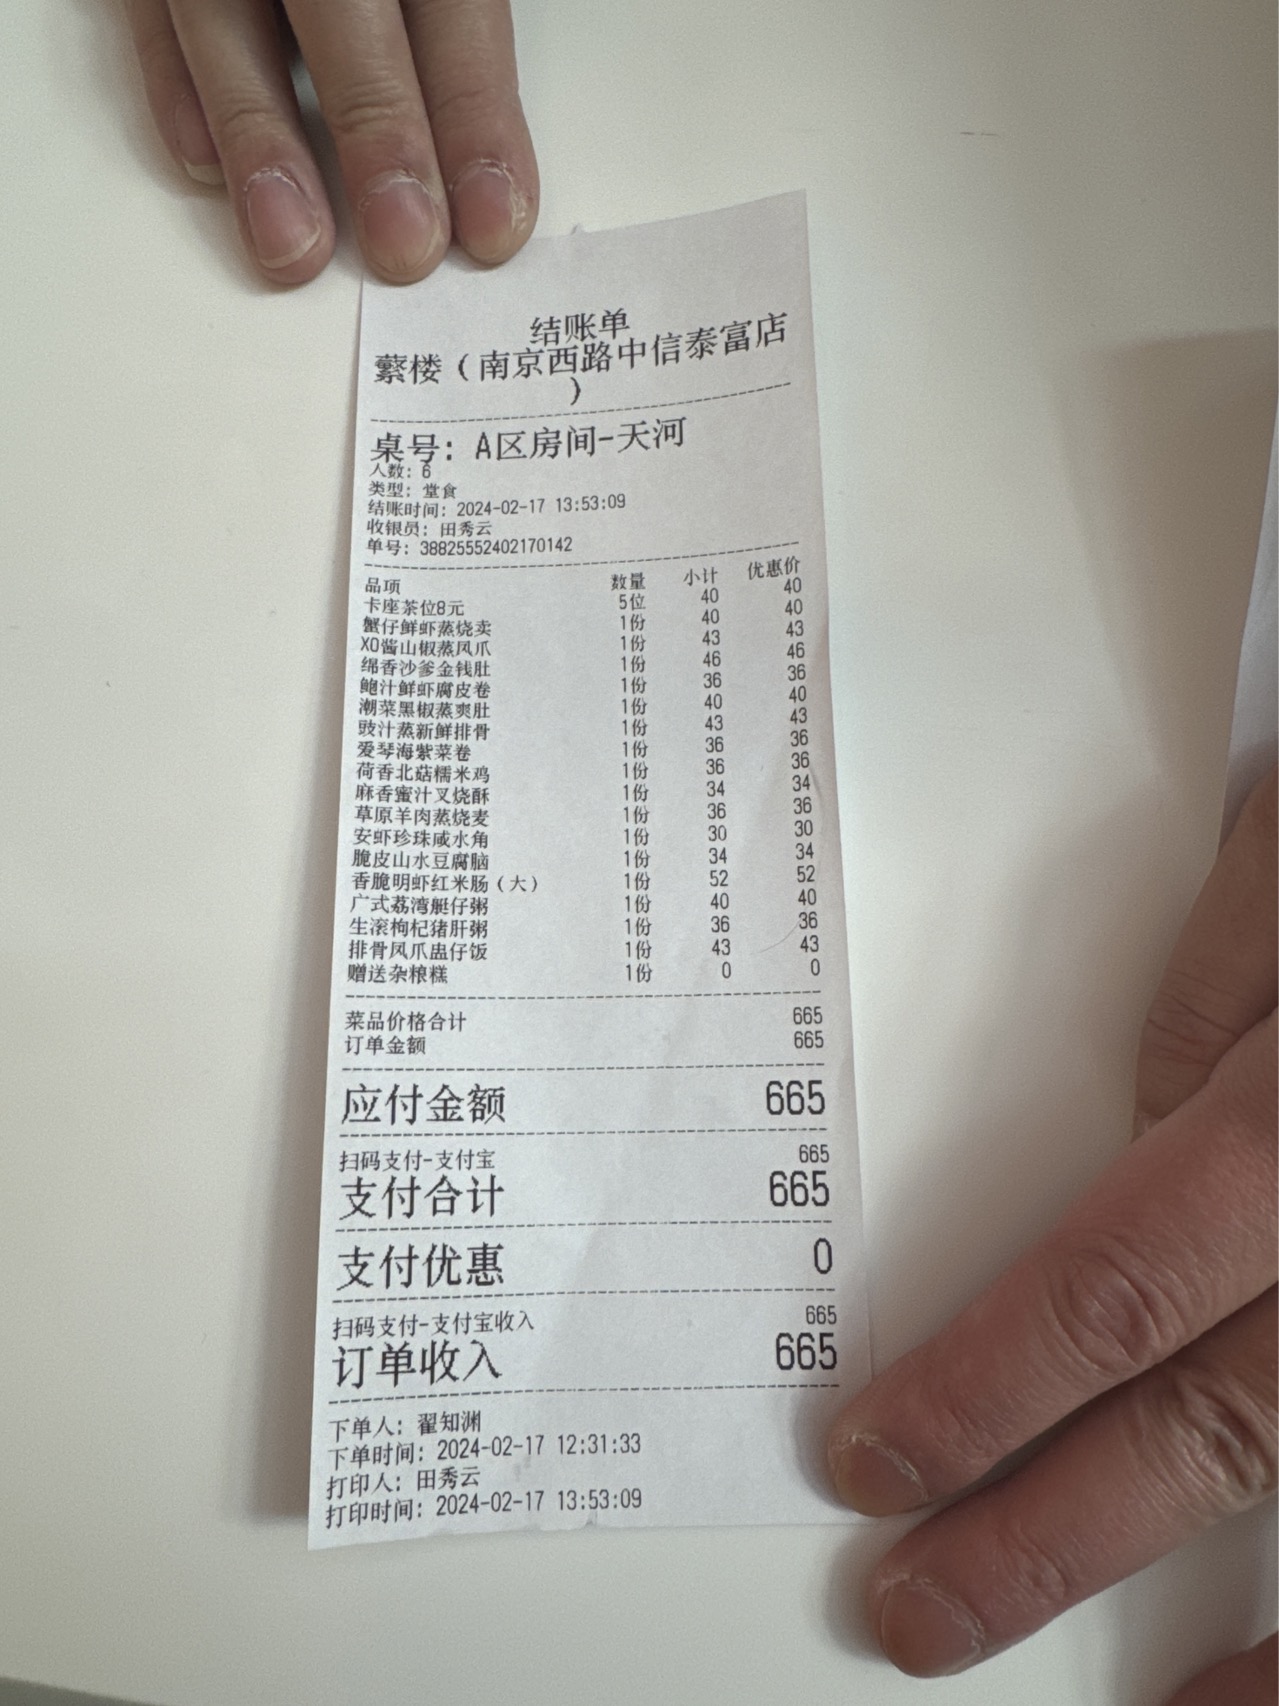 结账单
蘩楼（南京西路中信泰富店
）
桌号：A区房间-天河
人数：6
类型：堂食
结账时间：2024-02-17 13:53:09
收银员：田秀云
单号：38825552402170142
品项 数量 小计 优惠价
卡座茶位8元 5位 40 40
蟹仔鲜虾蒸烧卖 1份 40 40
XO酱山椒蒸凤爪 1份 43 43
绵香沙爹金钱肚 1份 46 46
鲍汁鲜虾腐皮卷 1份 36 36
潮菜黑椒蒸爽肚 1份 40 40
豉汁蒸新鲜排骨 1份 43 43
爱琴海紫菜卷 1份 36 36
荷香北菇糯米鸡 1份 36 36
麻香蜜汁叉烧酥 1份 34 34
草原羊肉蒸烧麦 1份 36 36
安虾珍珠咸水角 1份 30 30
脆皮山水豆腐脑 1份 34 34
香脆明虾红米肠（大） 1份 52 52
广式荔湾艇仔粥 1份 40 40
生滚枸杞猪肝粥 1份 36 36
排骨凤爪盅仔饭 1份 43 43
赠送杂粮糕 1份 0 0
菜品价格合计 665
订单金额 665
应付金额 665
扫码支付-支付宝 665
支付合计 665
支付优惠 0
扫码支付-支付宝收入 665
订单收入 665
下单人：翟知渊
下单时间：2024-02-17 12:31:33
打印人：田秀云
打印时间：2024-02-17 13:53:09